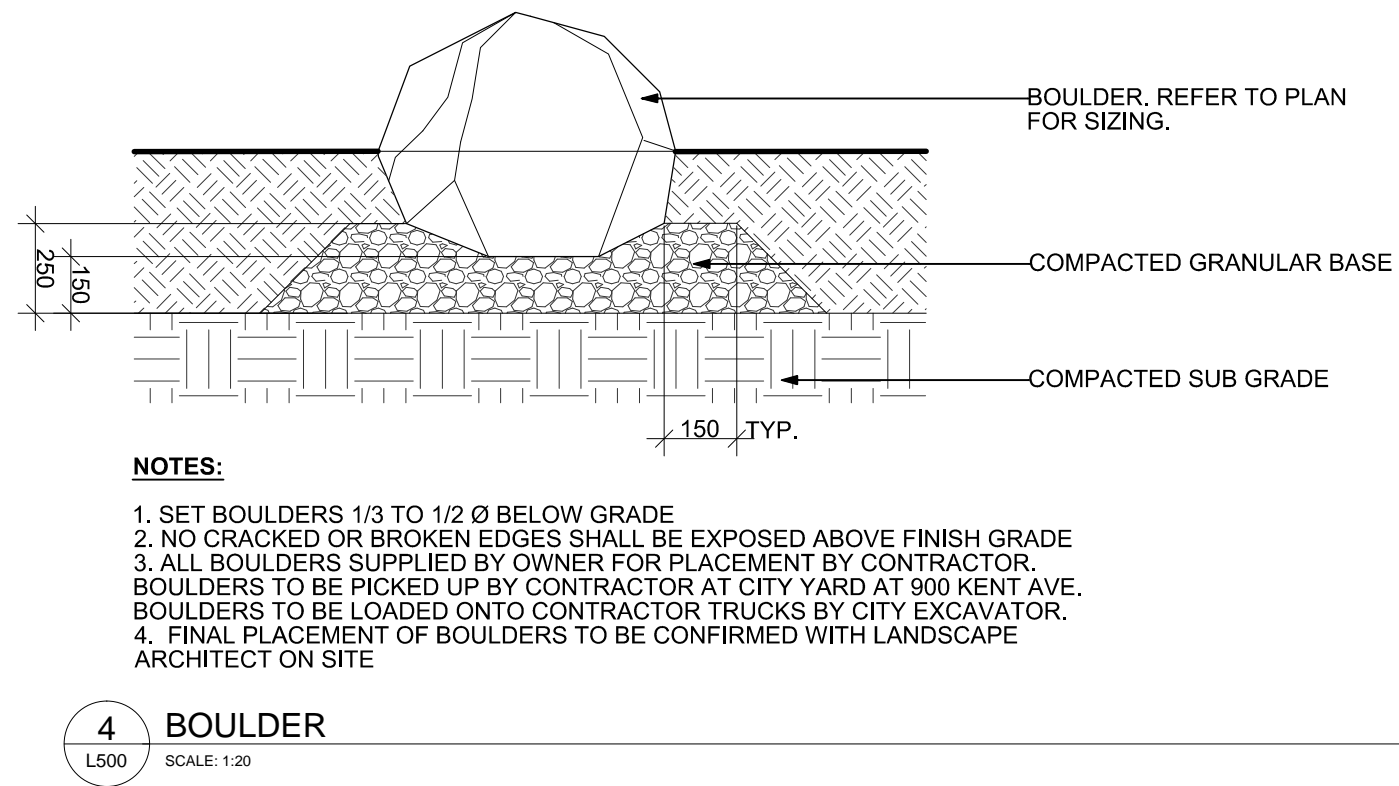 BOULDER. REFER TO PLAN
FOR SIZING.
250
150
COMPACTED GRANULAR BASE
COMPACTED SUB GRADE
150 TYP.
NOTES:
1. SET BOULDERS 1/3 TO 1/2 Ø BELOW GRADE
2. NO CRACKED OR BROKEN EDGES SHALL BE EXPOSED ABOVE FINISH GRADE
3. ALL BOULDERS SUPPLIED BY OWNER FOR PLACEMENT BY CONTRACTOR.
BOULDERS TO BE PICKED UP BY CONTRACTOR AT CITY YARD AT 900 KENT AVE.
BOULDERS TO BE LOADED ONTO CONTRACTOR TRUCKS BY CITY EXCAVATOR.
4. FINAL PLACEMENT OF BOULDERS TO BE CONFIRMED WITH LANDSCAPE
ARCHITECT ON SITE
4
L500
BOULDER
SCALE: 1:20